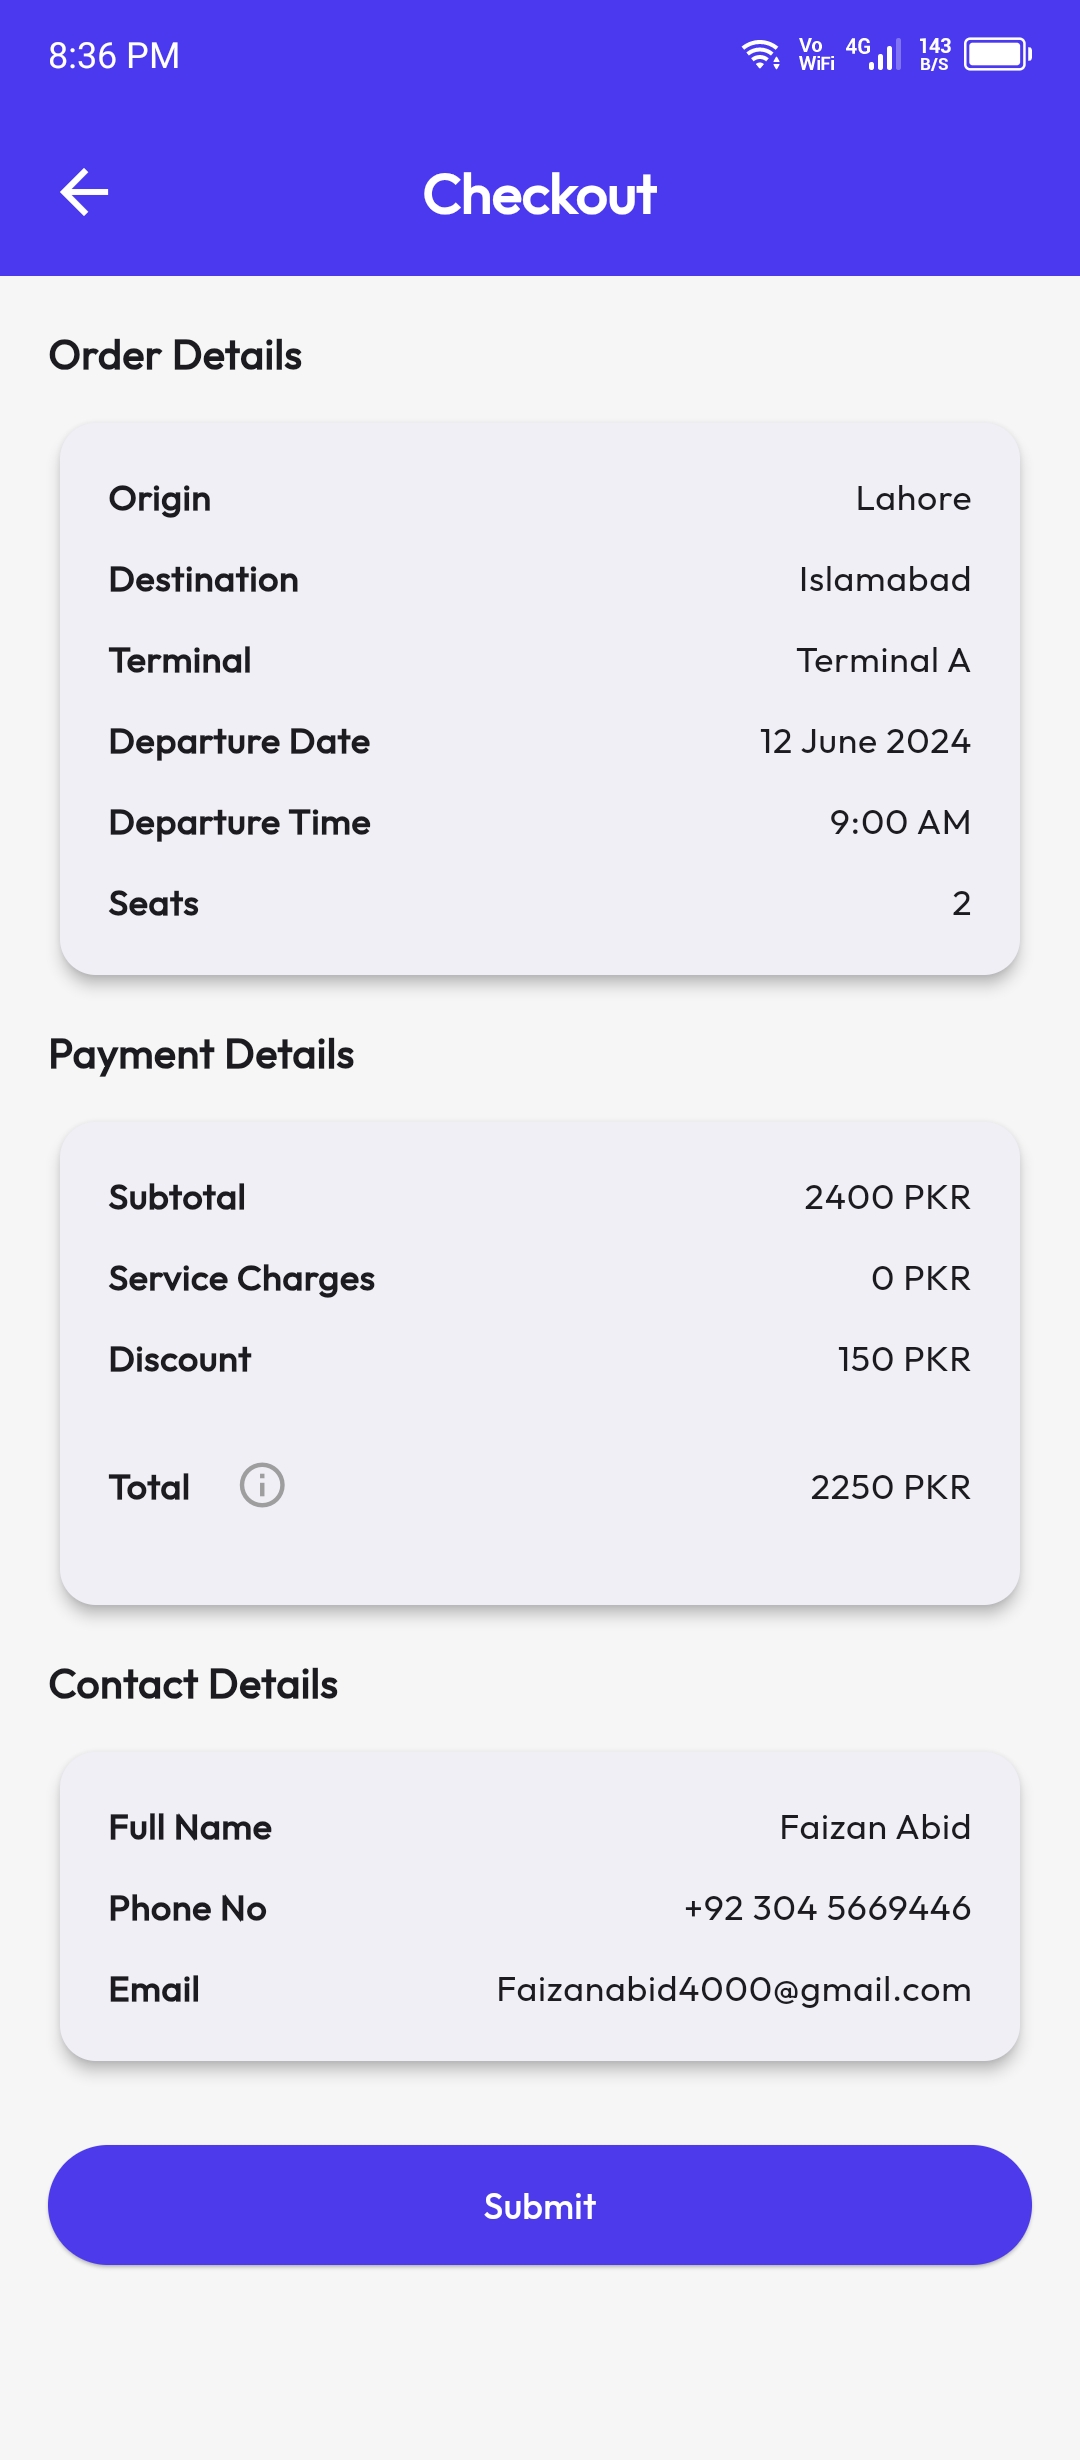 8:36 PM
Vo
WiFi
4G
143
B/S
Checkout
Order Details
Origin Lahore
Destination Islamabad
Terminal Terminal A
Departure Date 12 June 2024
Departure Time 9:00 AM
Seats 2
Payment Details
Subtotal 2400 PKR
Service Charges 0 PKR
Discount 150 PKR
Total 2250 PKR
Contact Details
Full Name Faizan Abid
Phone No +92 304 5669446
Email Faizanabid4000@gmail.com
Submit